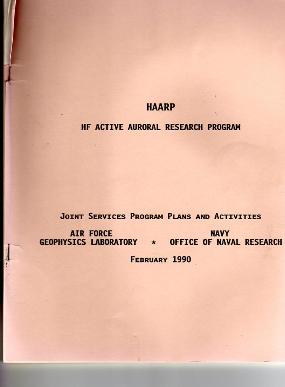 HAARP
HF ACTIVE AURORAL RESEARCH PROGRAM
JOINT SERVICES PROGRAM PLANS AND ACTIVITIES
AIR FORCE NAVY
GEOPHYSICS LABORATORY * OFFICE OF NAVAL RESEARCH
FEBRUARY 1990